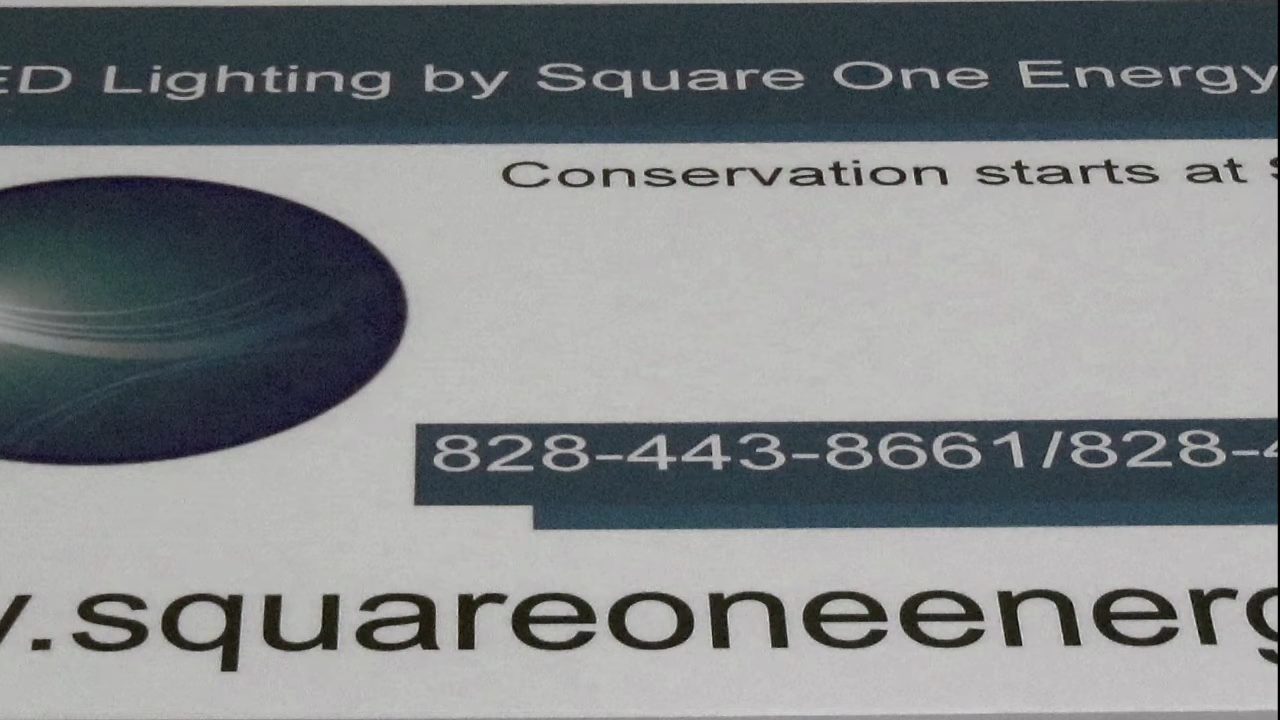 ED Lighting by Square One Energy
Conservation starts at
828-443-8661/828-
.squareoneenerg